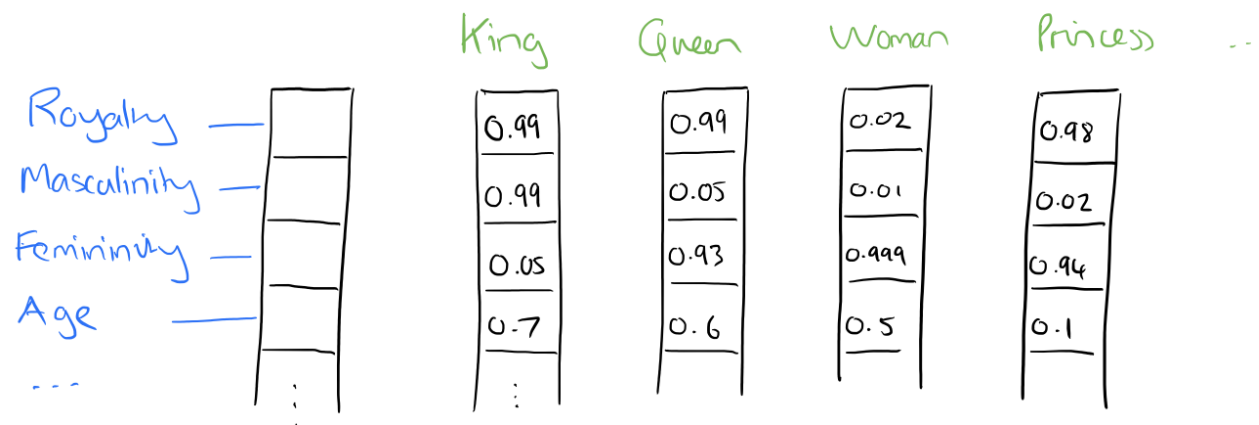 King Queen Woman Princess ..
Royalty 0.99 0.99 0.02 0.98
Masculinity 0.99 0.05 0.01 0.02
Femininity 0.05 0.93 0.999 0.94
Age 0.7 0.6 0.5 0.1
....